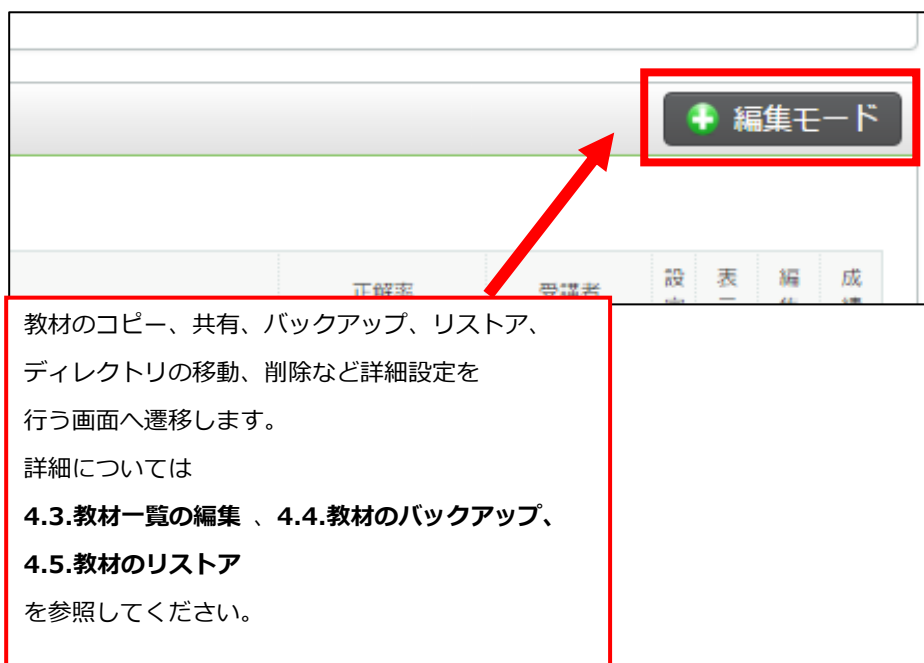 編集モード
正解率 受講者 設 表 編 成
教材のコピー、共有、バックアップ、リストア、
ディレクトリの移動、削除など詳細設定を
行う画面へ遷移します。
詳細については
4.3.教材一覧の編集 、4.4.教材のバックアップ、
4.5.教材のリストア
を参照してください。